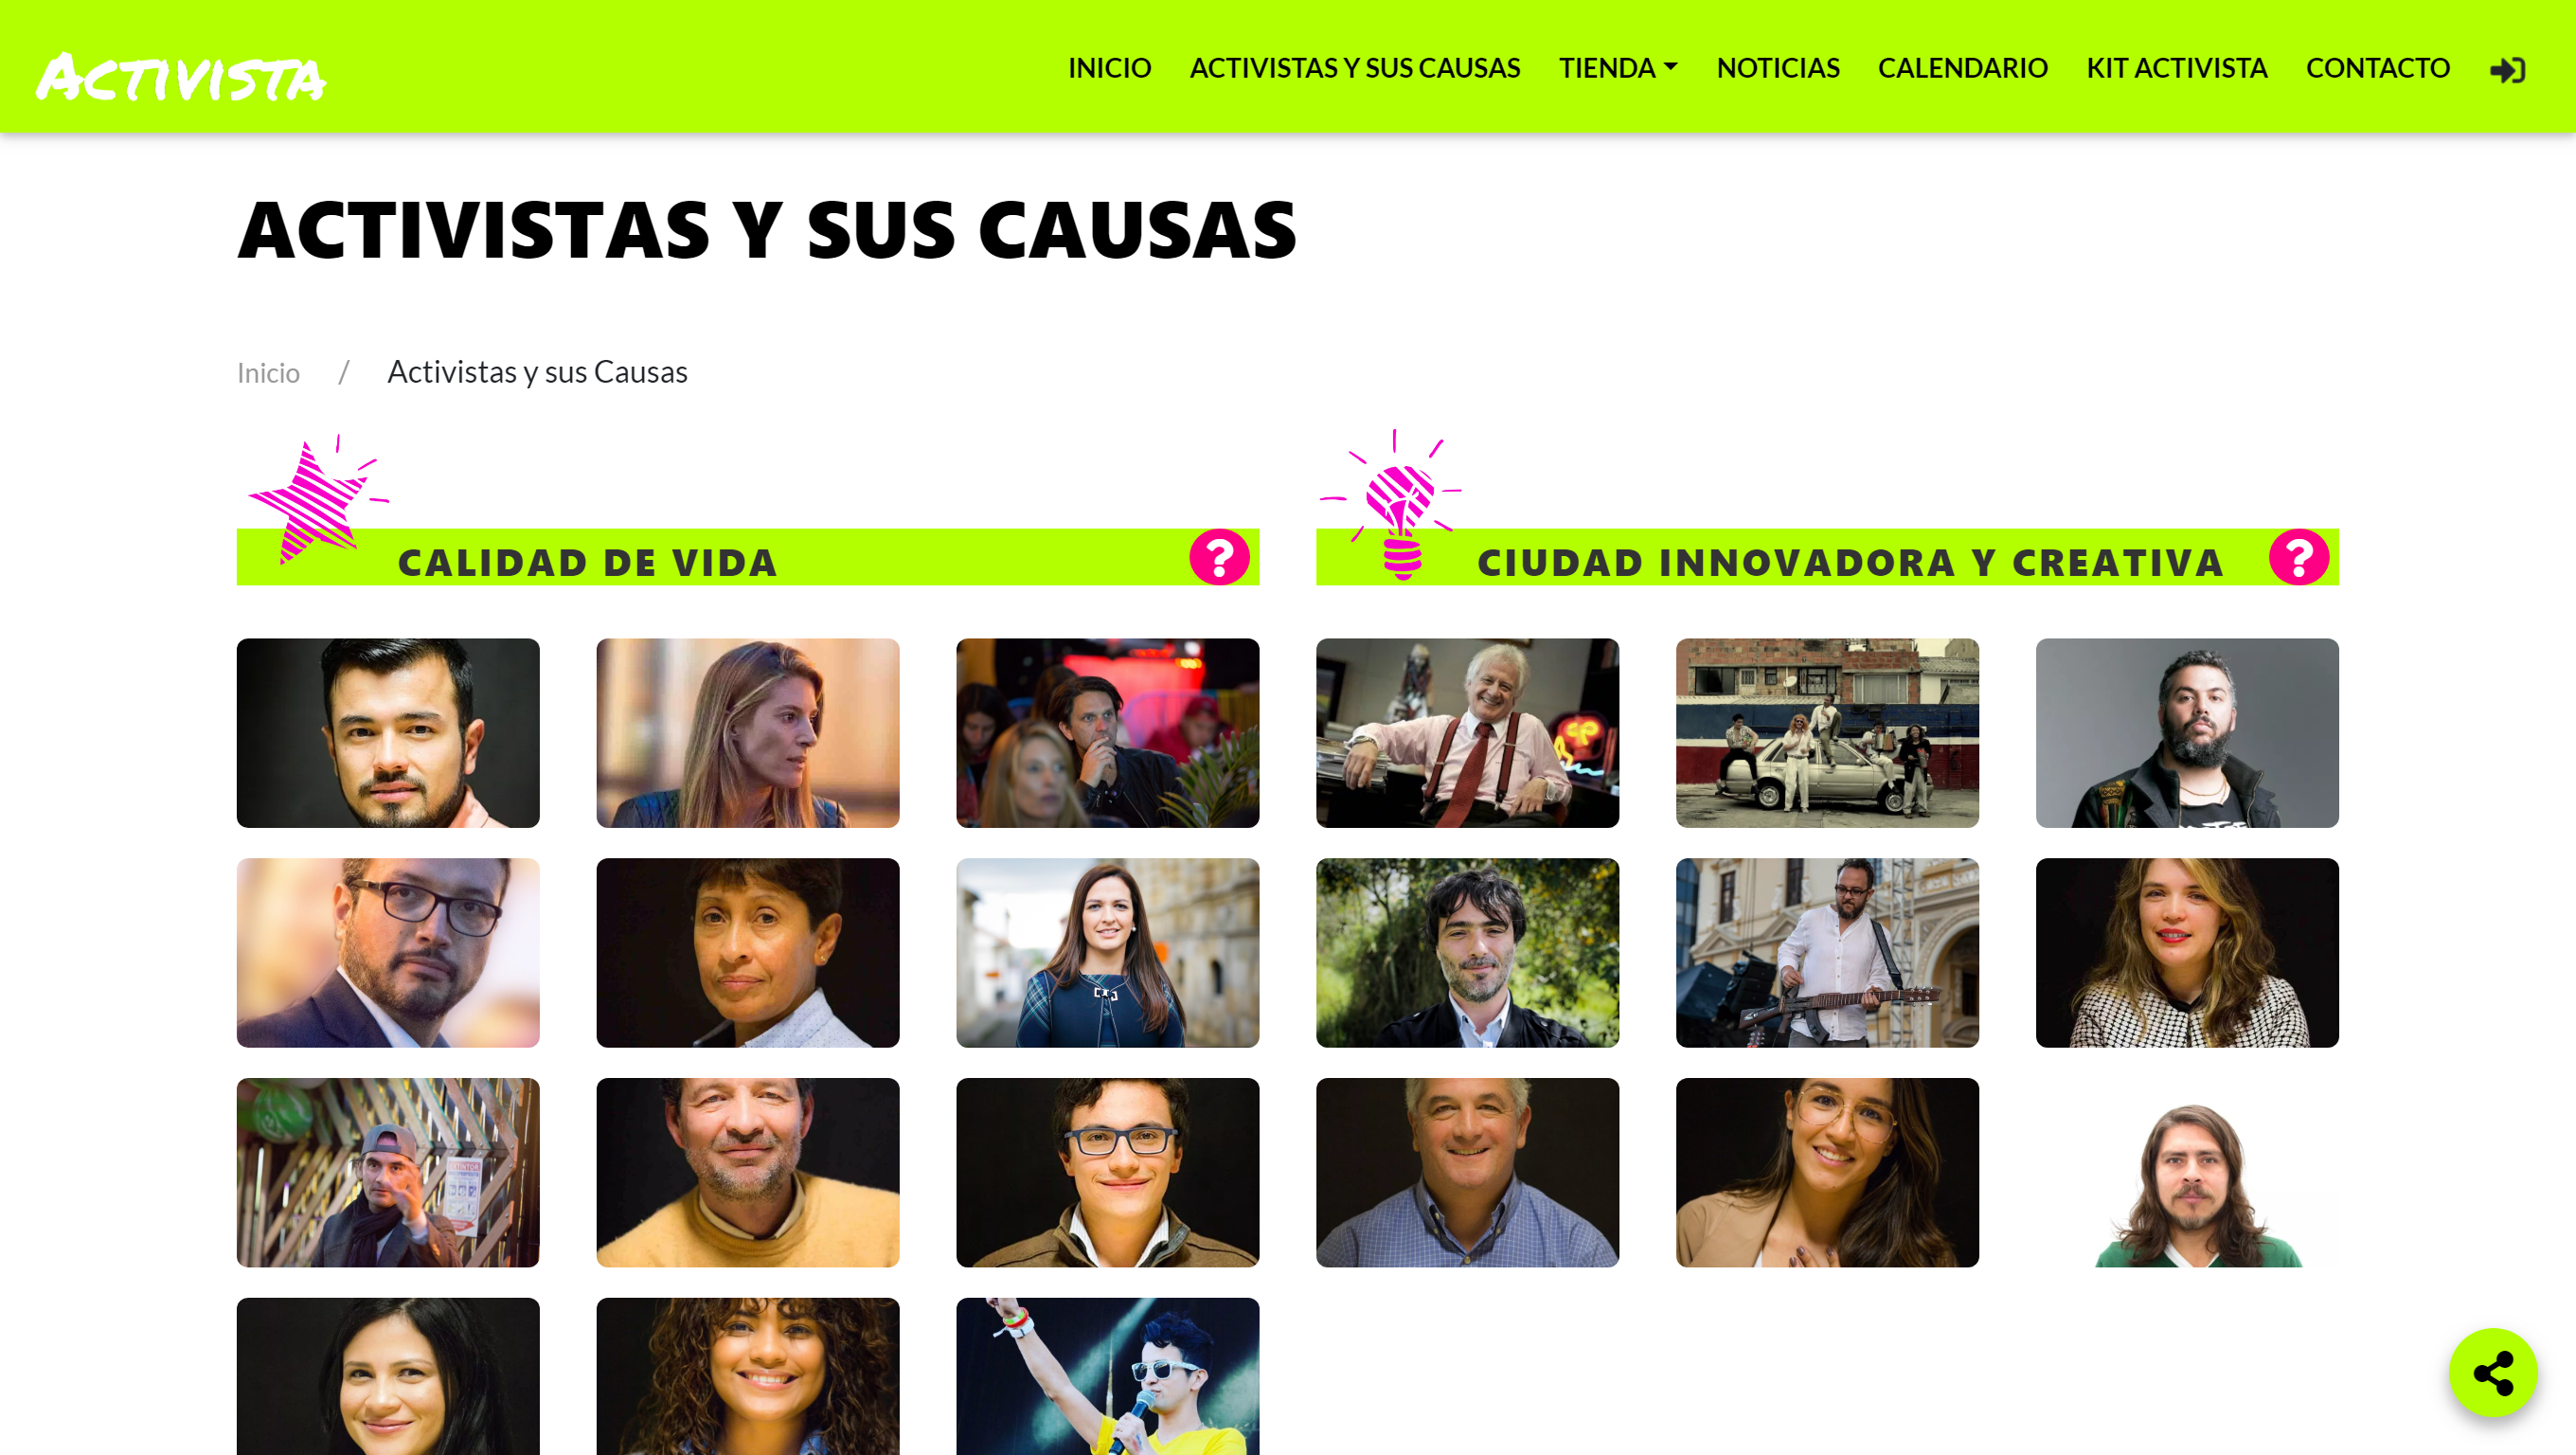 ACTIVISTA
INICIO
ACTIVISTAS Y SUS CAUSAS
TIENDA
NOTICIAS
CALENDARIO
KIT ACTIVISTA
CONTACTO
ACTIVISTAS Y SUS CAUSAS
Inicio / Activistas y sus Causas
CALIDAD DE VIDA
?
CIUDAD INNOVADORA Y CREATIVA
?